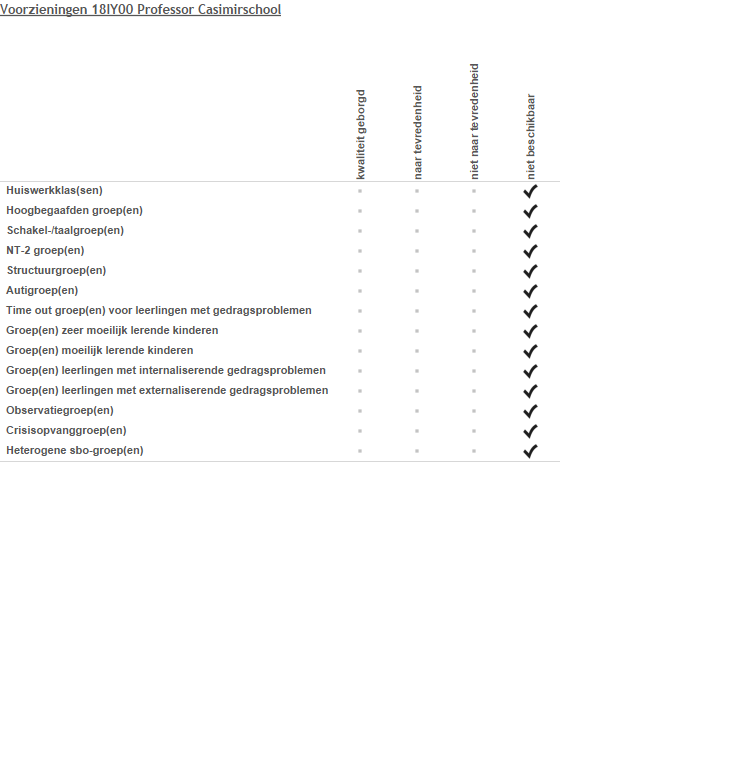 Voorzieningen 18IY00 Professor Casimirschool
kwaliteit geborgd
naar tevredenheid
niet naar tevredenheid
niet beschikbaar
Huiswerkklas(sen)
Hoogbegaafden groep(en)
Schakel-/taalgroep(en)
NT-2 groep(en)
Structuurgroep(en)
Autigroep(en)
Time out groep(en) voor leerlingen met gedragsproblemen
Groep(en) zeer moeilijk lerende kinderen
Groep(en) moeilijk lerende kinderen
Groep(en) leerlingen met internaliserende gedragsproblemen
Groep(en) leerlingen met externaliserende gedragsproblemen
Observatiegroep(en)
Crisisopvanggroep(en)
Heterogene sbo-groep(en)